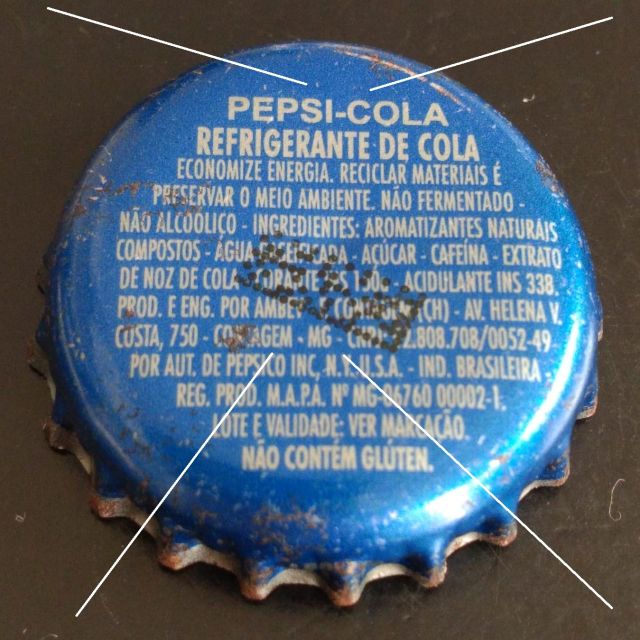 PEPSI-COLA
REFRIGERANTE DE COLA
ECONOMIZE ENERGIA. RECICLAR MATERIAIS É
PRESERVAR O MEIO AMBIENTE. NÃO FERMENTADO -
NÃO ALCOÓLICO - INGREDIENTES: AROMATIZANTES NATURAIS
COMPOSTOS - ÁGUA - AÇÚCAR - CAFEÍNA - EXTRATO
DE NOZ DE COLA ACIDULANTE INS 338.
PROD. E ENG. POR - AV. HELENA V.
COSTA, 750 - CONTAGEM - MG - 808.708/0052-49
POR AUT. DE PEPSICO INC, N.Y. U.S.A. - IND. BRASILEIRA -
REG. PROD. M.A.P.A. Nº MG-06760 00002-1.
LOTE E VALIDADE: VER MARCAÇÃO.
NÃO CONTÉM GLÚTEN.